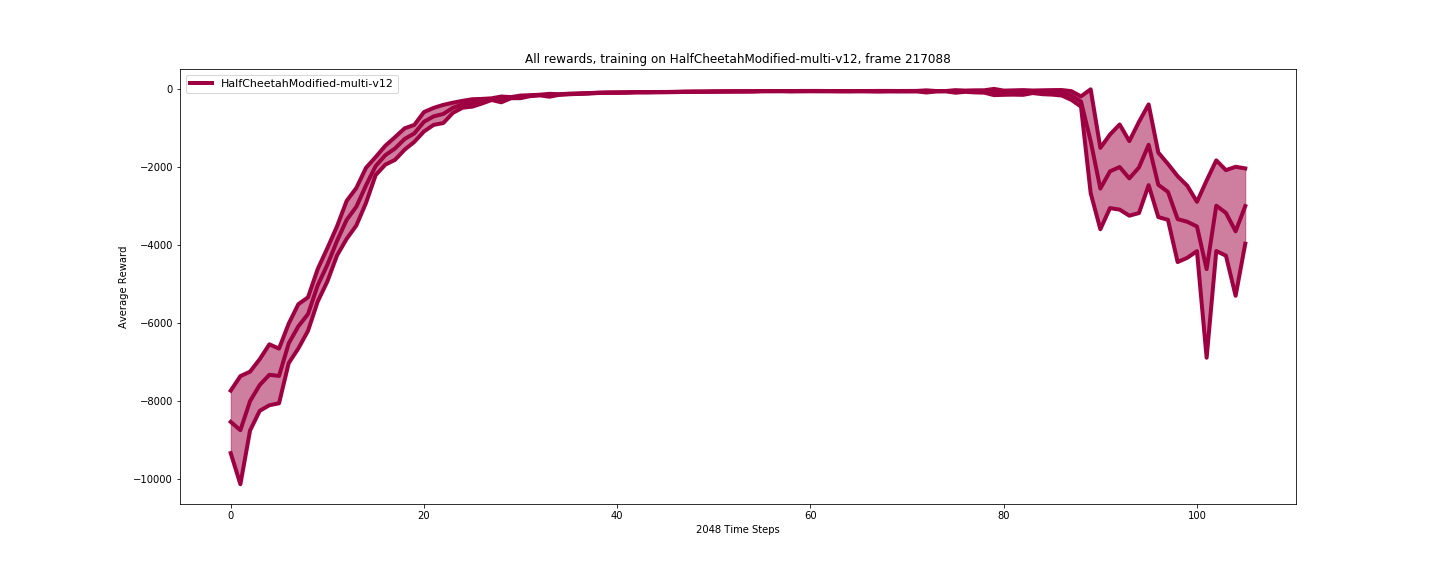 All rewards, training on HalfCheetahModified-multi-v12, frame 217088
HalfCheetahModified-multi-v12
0
−2000
−4000
−6000
−8000
−10000
Average Reward
0 20 40 60 80 100
2048 Time Steps